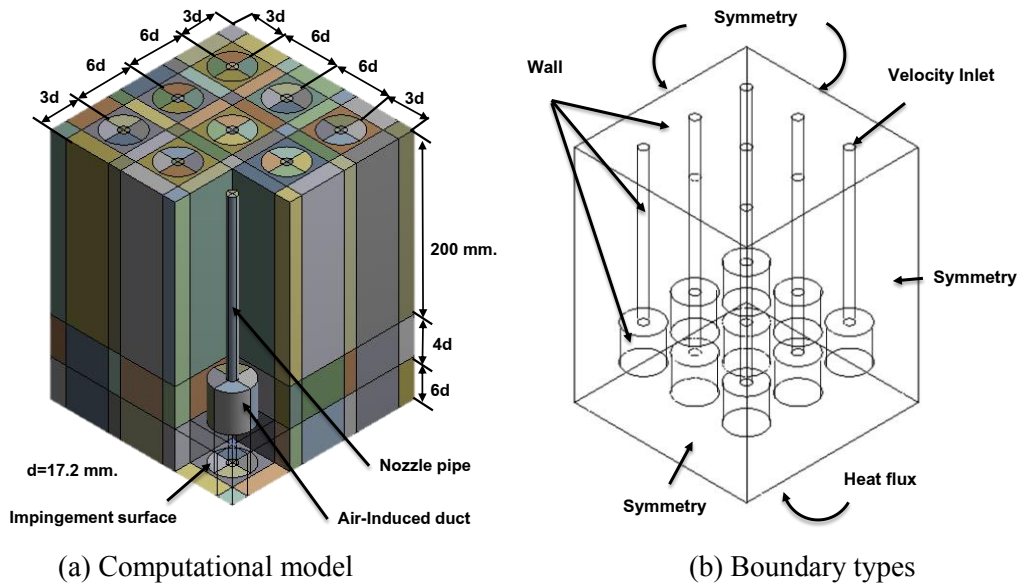 3d
3d
6d
6d
6d
6d
3d
3d
200 mm.
4d
6d
d=17.2 mm.
Nozzle pipe
Impingement surface
Air-Induced duct
(a) Computational model
Symmetry
Wall
Velocity Inlet
Symmetry
Symmetry
Heat flux
(b) Boundary types